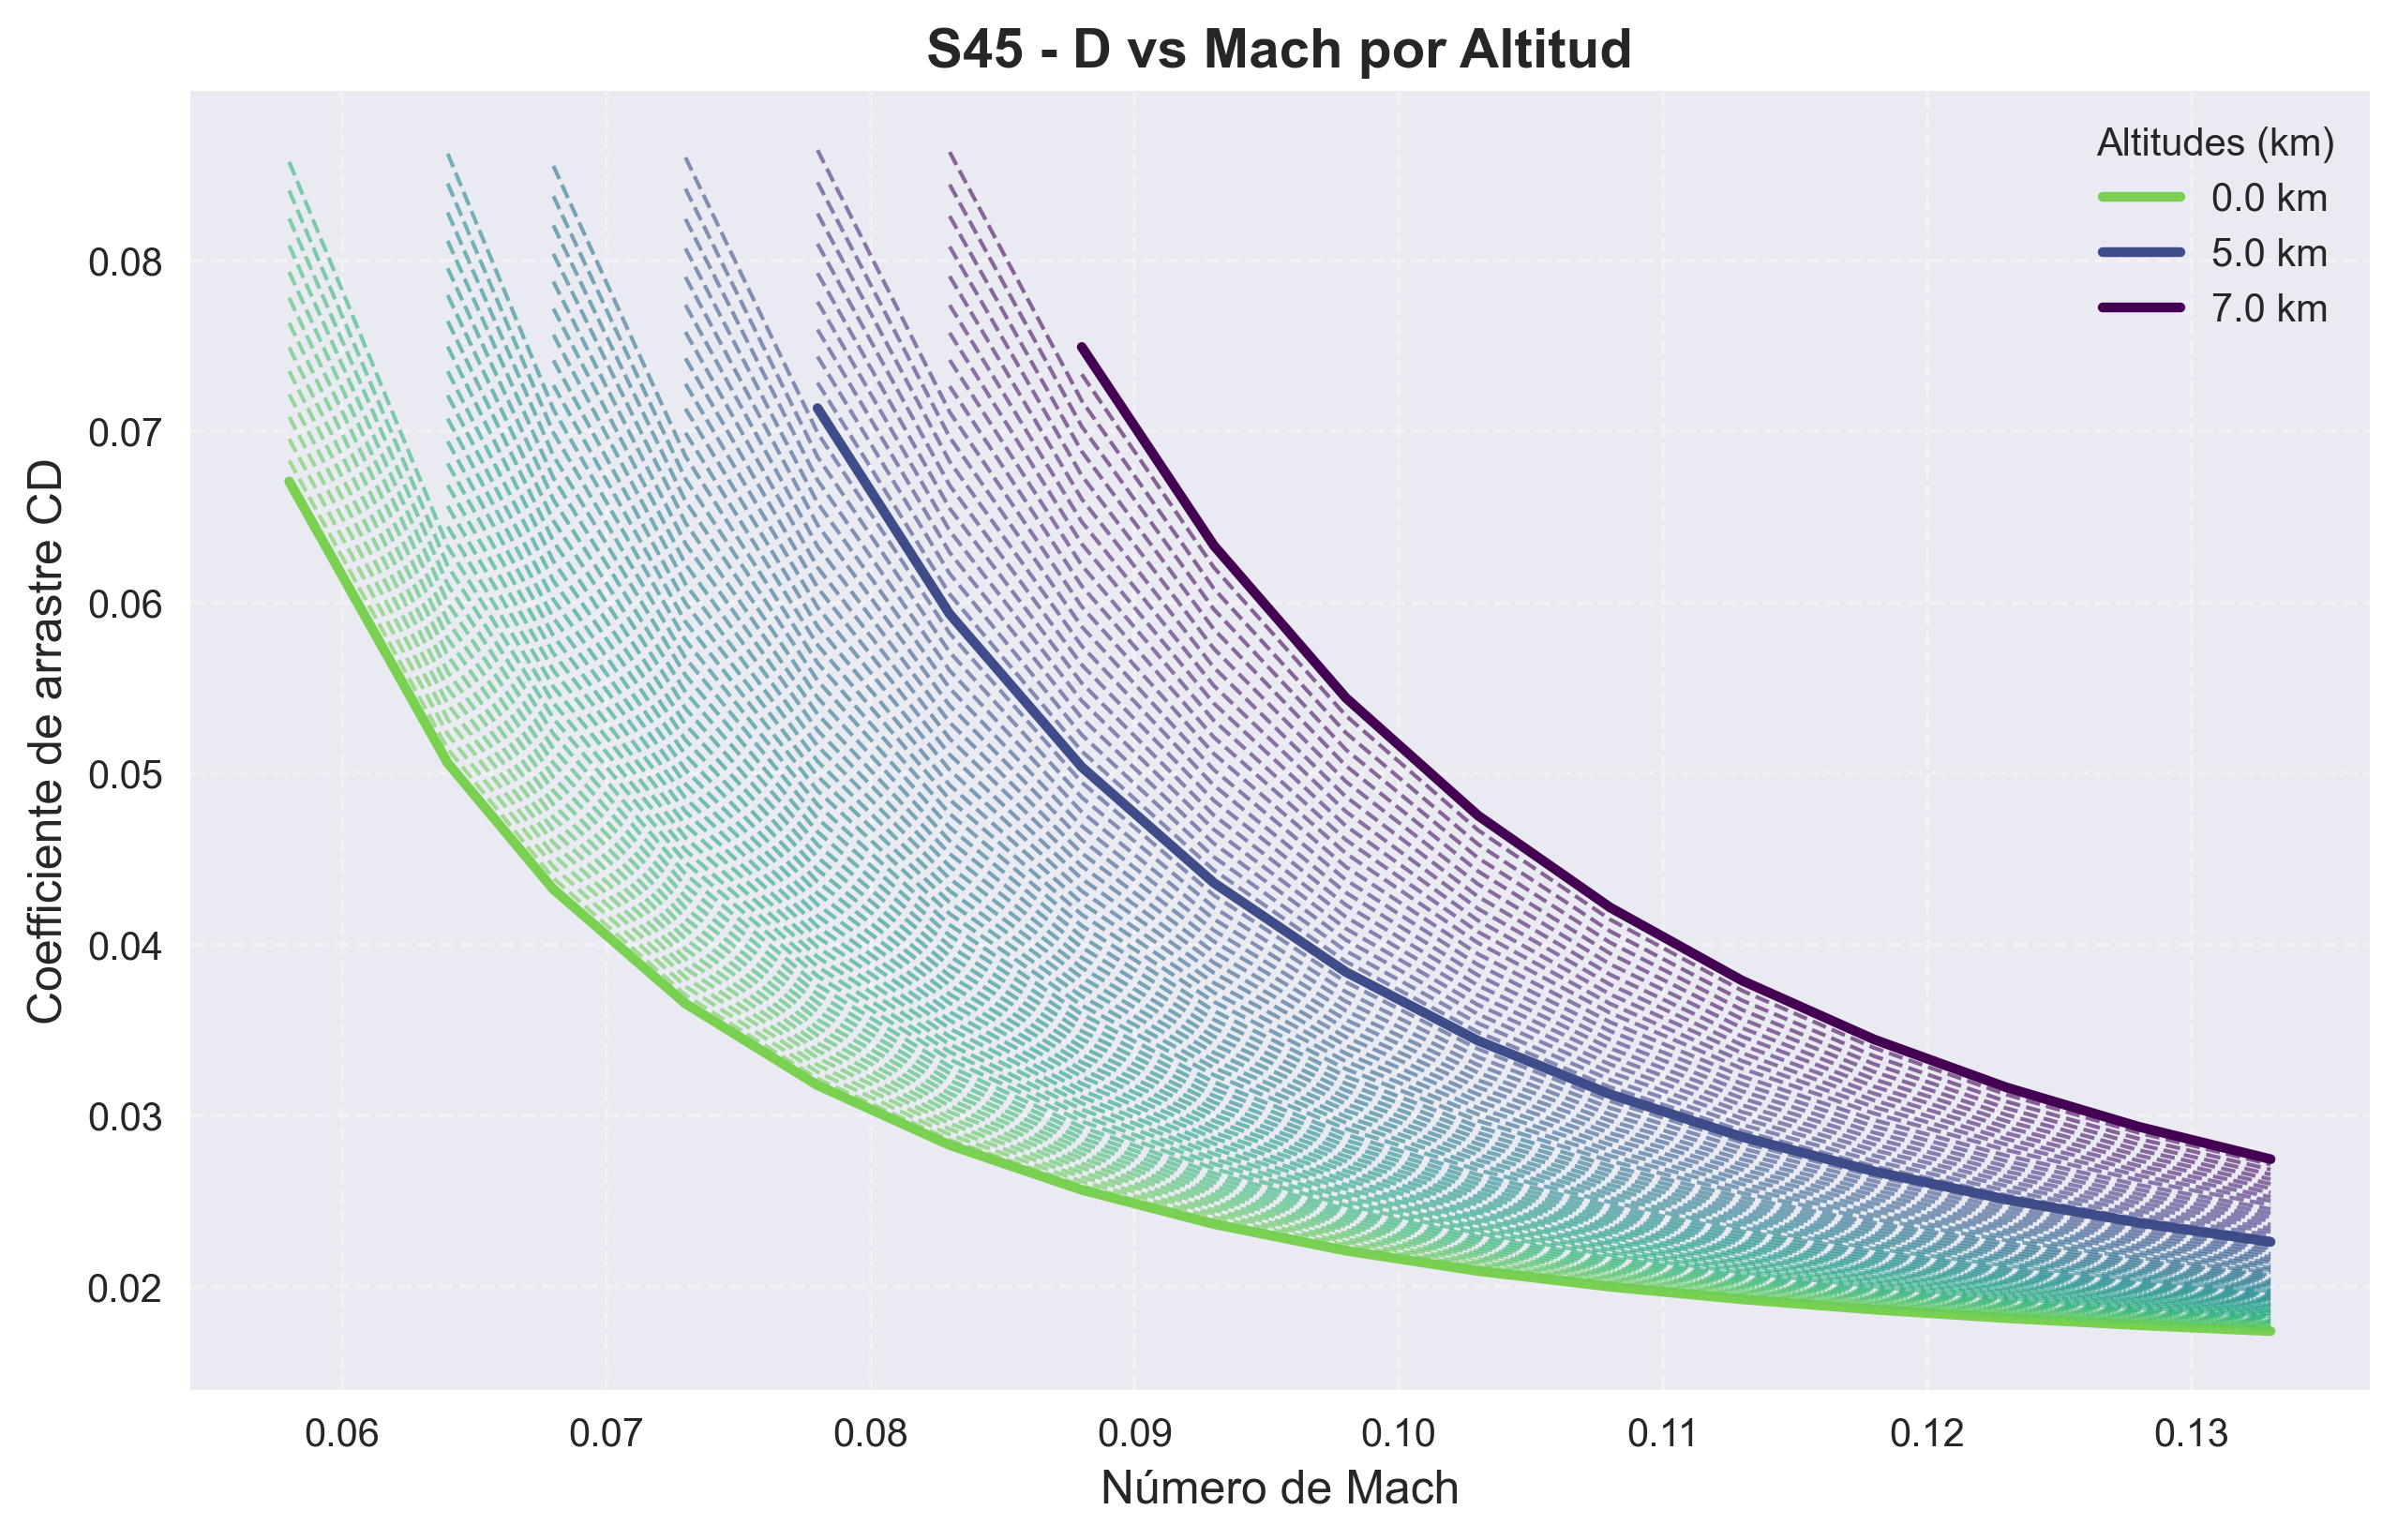 S45 - D vs Mach por Altitud
Altitudes (km)
0.0 km
5.0 km
7.0 km
Coefficiente de arrastre CD
0.08
0.07
0.06
0.05
0.04
0.03
0.02
0.06 0.07 0.08 0.09 0.10 0.11 0.12 0.13
Número de Mach